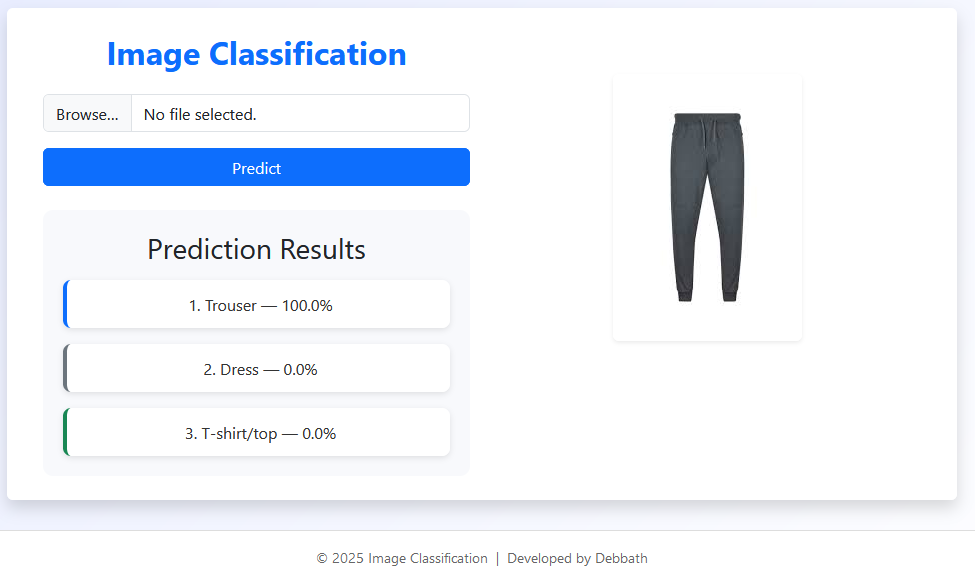 Image Classification
Browse... No file selected.
Predict
Prediction Results
1. Trouser — 100.0%
2. Dress — 0.0%
3. T-shirt/top — 0.0%
© 2025 Image Classification | Developed by Debbath